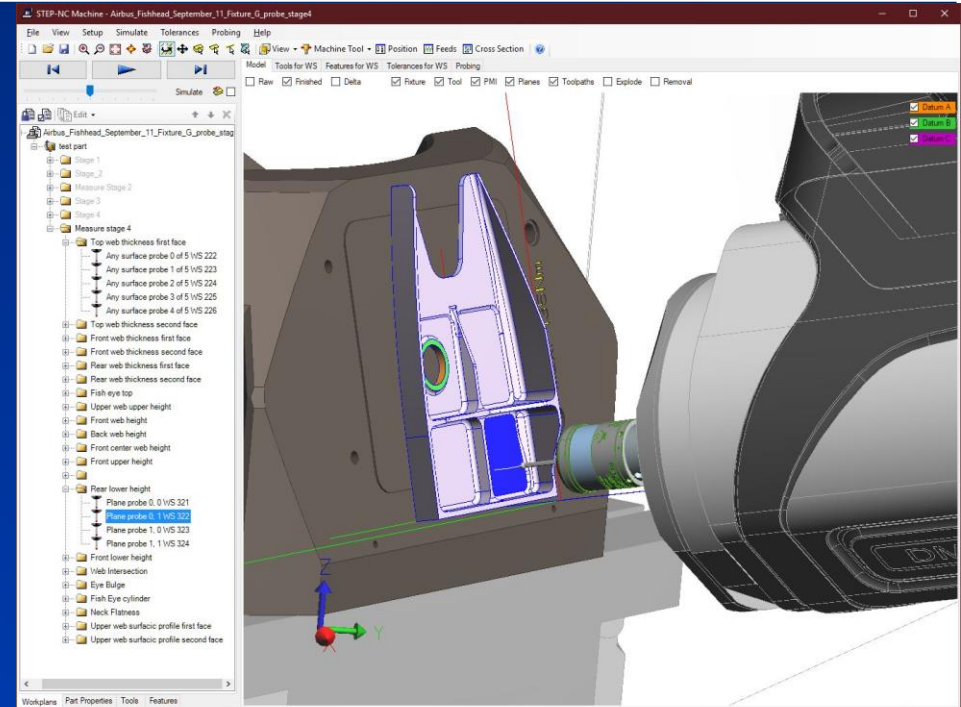 STEP-NC Machine - Airbus_Fishhead_September_11_Fixture_G_probe_stage4
File View Setup Simulate Tolerances Probing Help
View Machine Tool Position Feeds Cross Section
Model Tools for WS Features for WS Tolerances for WS Probing
Raw Finished Delta Fixture Tool PMI Planes Toolpaths Explode Removal
Simulate
Edit
Airbus_Fishhead_September_11_Fixture_G_probe_stag
test part
Stage 1
Stage_2
Measure Stage 2
Stage 3
Stage 4
Measure stage 4
Top web thickness first face
Any surface probe 0 of 5 WS 222
Any surface probe 1 of 5 WS 223
Any surface probe 2 of 5 WS 224
Any surface probe 3 of 5 WS 225
Any surface probe 4 of 5 WS 226
Top web thickness second face
Front web thickness first face
Front web thickness second face
Rear web thickness first face
Rear web thickness second face
Fish eye top
Upper web upper height
Front web height
Back web height
Front center web height
Front upper height
Rear lower height
Plane probe 0, 0 WS 321
Plane probe 0, 1 WS 322
Plane probe 1, 0 WS 323
Plane probe 1, 1 WS 324
Front lower height
Web Intersection
Eye Bulge
Fish Eye cylinder
Neck Flatness
Upper web surfacic profile first face
Upper web surfacic profile second face
Workplans Part Properties Tools Features
Datum A
Datum B
Datum C
Z
Y
X